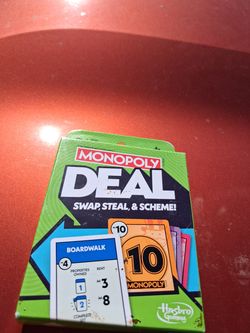 MONOPOLY
DEAL
SWAP, STEAL, & SCHEME!
10
10
MONOPOLY
BOARDWALK
4
PROPERTIES OWNED
RENT
1
3
2
8
COMPLETE
Hasbro
Gaming